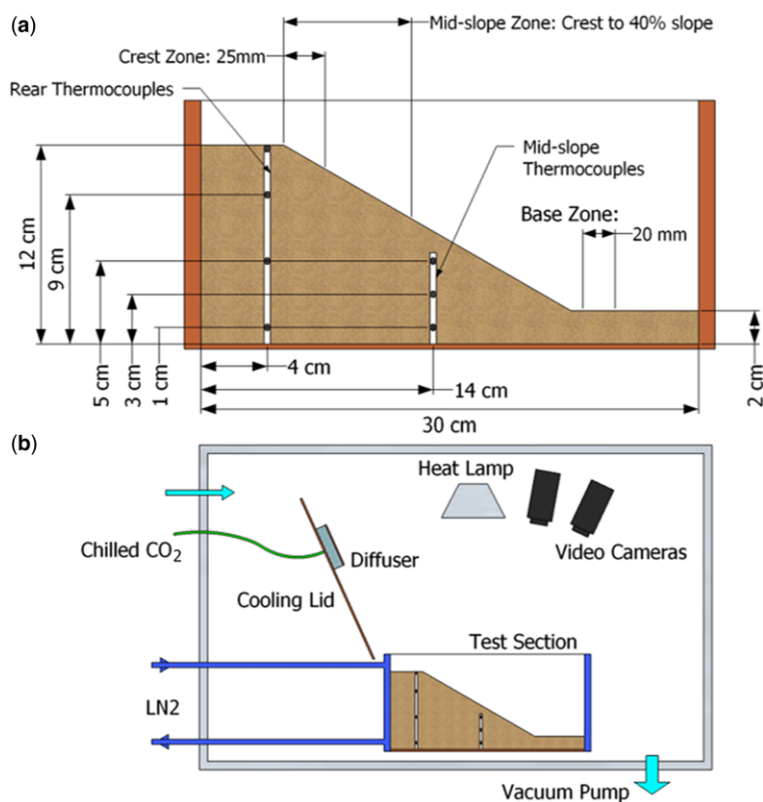 (a)
Mid-slope Zone: Crest to 40% slope
Crest Zone: 25mm
Rear Thermocouples
Mid-slope
Thermocouples
Base Zone:
20 mm
12 cm
9 cm
5 cm
3 cm
1 cm
2 cm
4 cm
14 cm
30 cm
(b)
Heat Lamp
Chilled CO2
Diffuser
Video Cameras
Cooling Lid
Test Section
LN2
Vacuum Pump